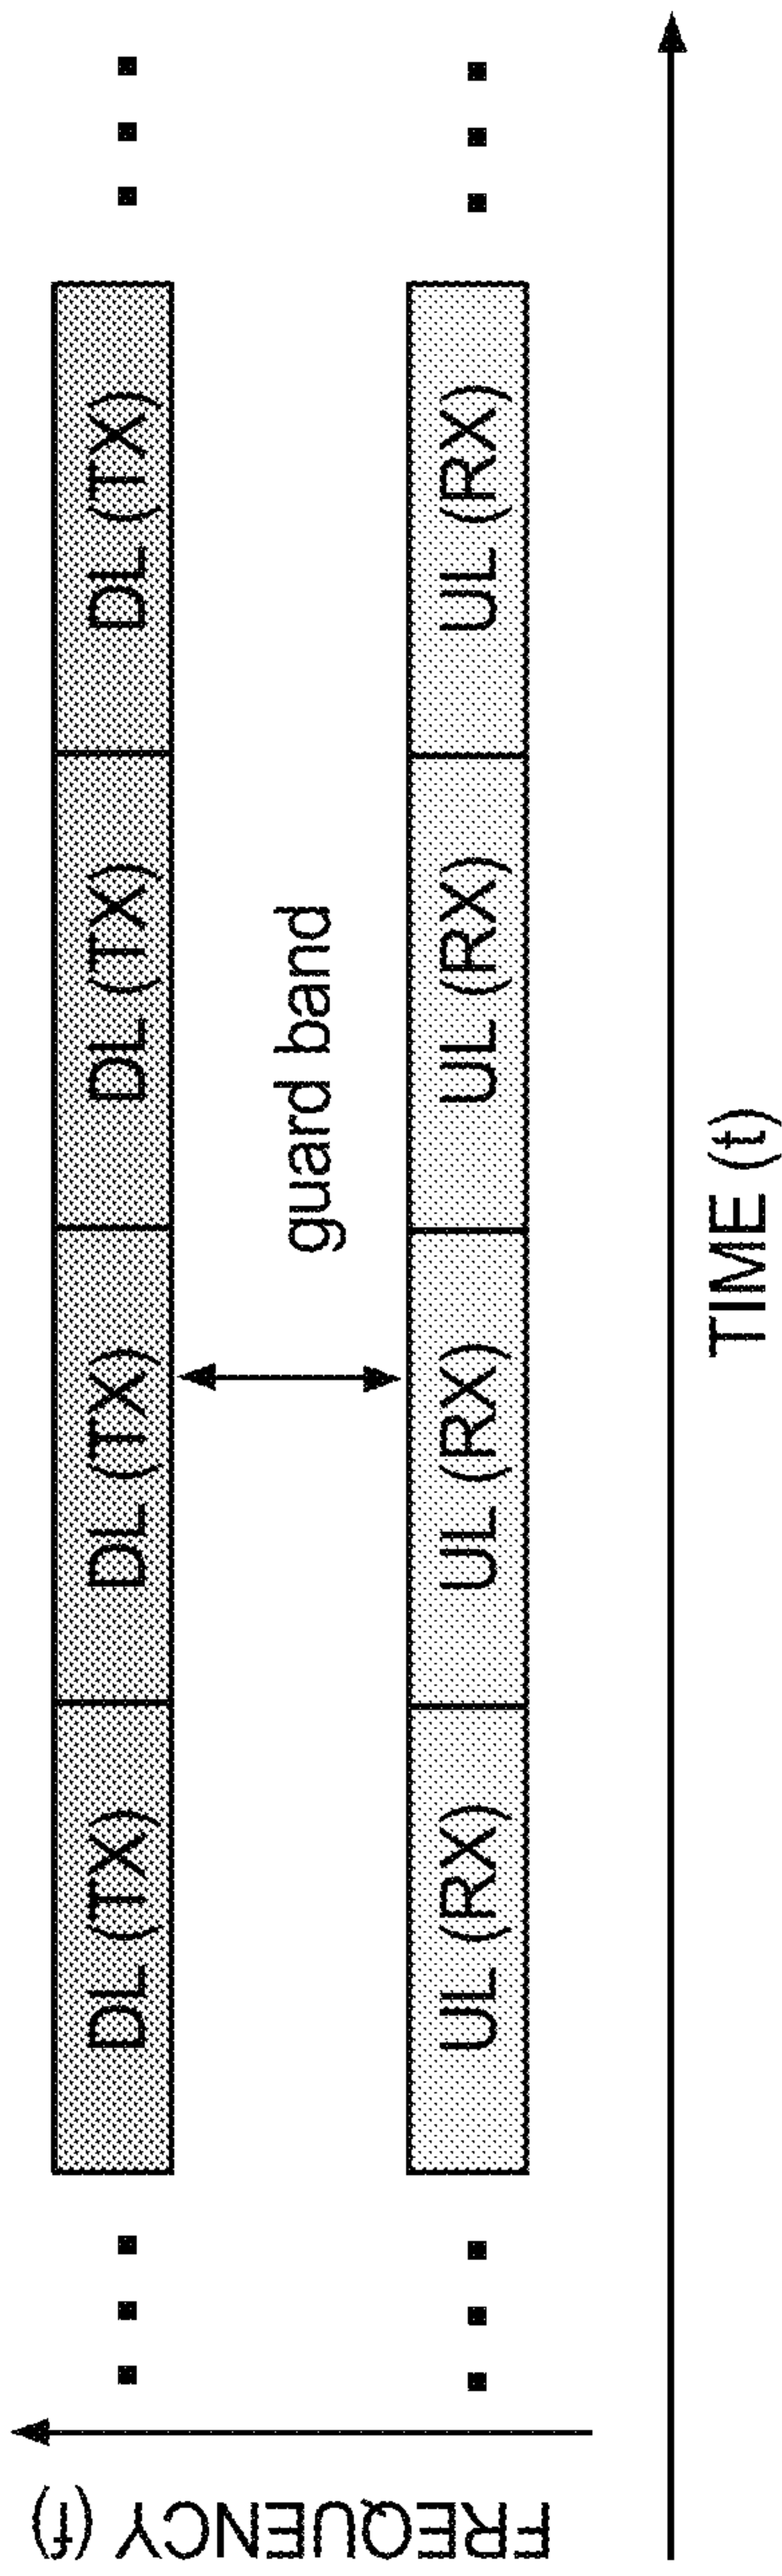 FREQUENCY (f)
DL (TX) DL (TX) DL (TX) DL (TX)
guard band
UL (RX) UL (RX) UL (RX) UL (RX)
TIME (t)